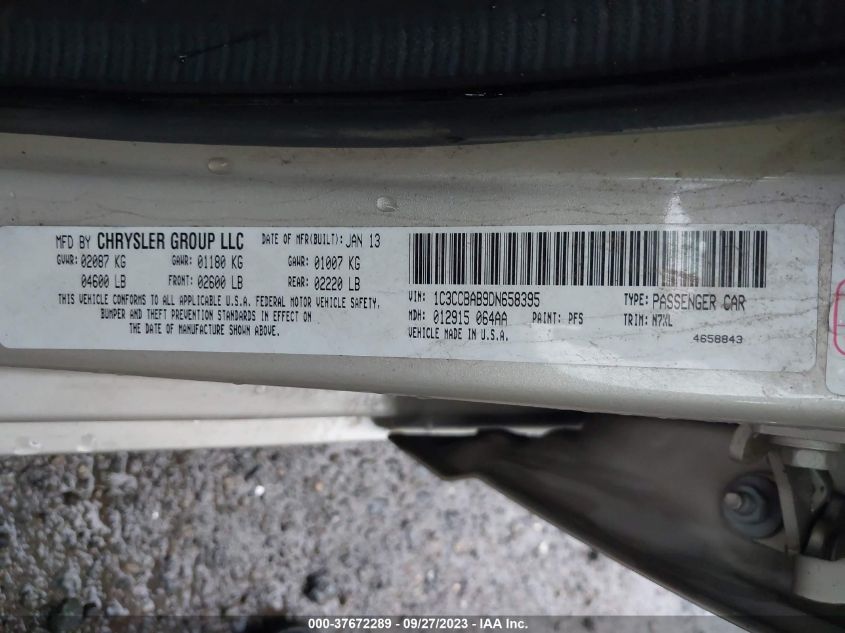 MFD BY CHRYSLER GROUP LLC DATE OF MFR(BUILT): JAN 13
GVWR: 02087 KG GAWR: 01180 KG GAWR: 01007 KG
04600 LB FRONT: 02600 LB REAR: 02220 LB
THIS VEHICLE CONFORMS TO ALL APPLICABLE U.S.A. FEDERAL MOTOR VEHICLE SAFETY,
BUMPER AND THEFT PREVENTION STANDARDS IN EFFECT ON
THE DATE OF MANUFACTURE SHOWN ABOVE.
VIN: 1C3CCBAB9DN658395 TYPE: PASSENGER CAR
MDH: 012915 064AA PAINT: PFS TRIM: M7XL
VEHICLE MADE IN U.S.A. 4658843
000-37672289 - 09/27/2023 - IAA Inc.